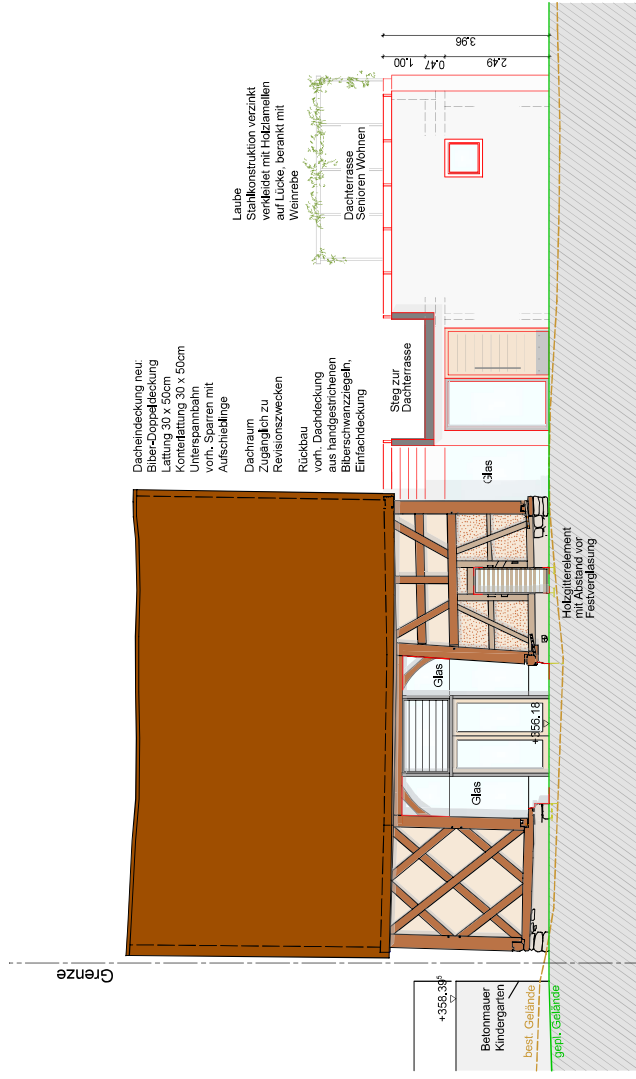 Grenze
Dacheindeckung neu:
Biber-Doppeldeckung
Lattung 30 x 50cm
Konterlattung 30 x 50cm
Unterspannbahn
vorh. Sparren mit
Aufschieblinge
Dachraum
Zugänglich zu
Revisionszwecken
Rückbau
vorh. Dachdeckung
aus handgestrichenen
Biberschwanzziegeln,
Einfachdeckung
Laube
Stahlkonstruktion verzinkt
verkleidet mit Holzlamellen
auf Lücke, berankt mit
Weinrebe
Dachterrasse
Senioren Wohnen
Steg zur
Dachterrasse
3.96
1.00
0.47
2.49
+358.39⁵
Betonmauer
Kindergarten
best. Gelände
gepl. Gelände
Glas
Glas
Glas
+356.18
Holzgitterelement
mit Abstand vor
Festverglasung